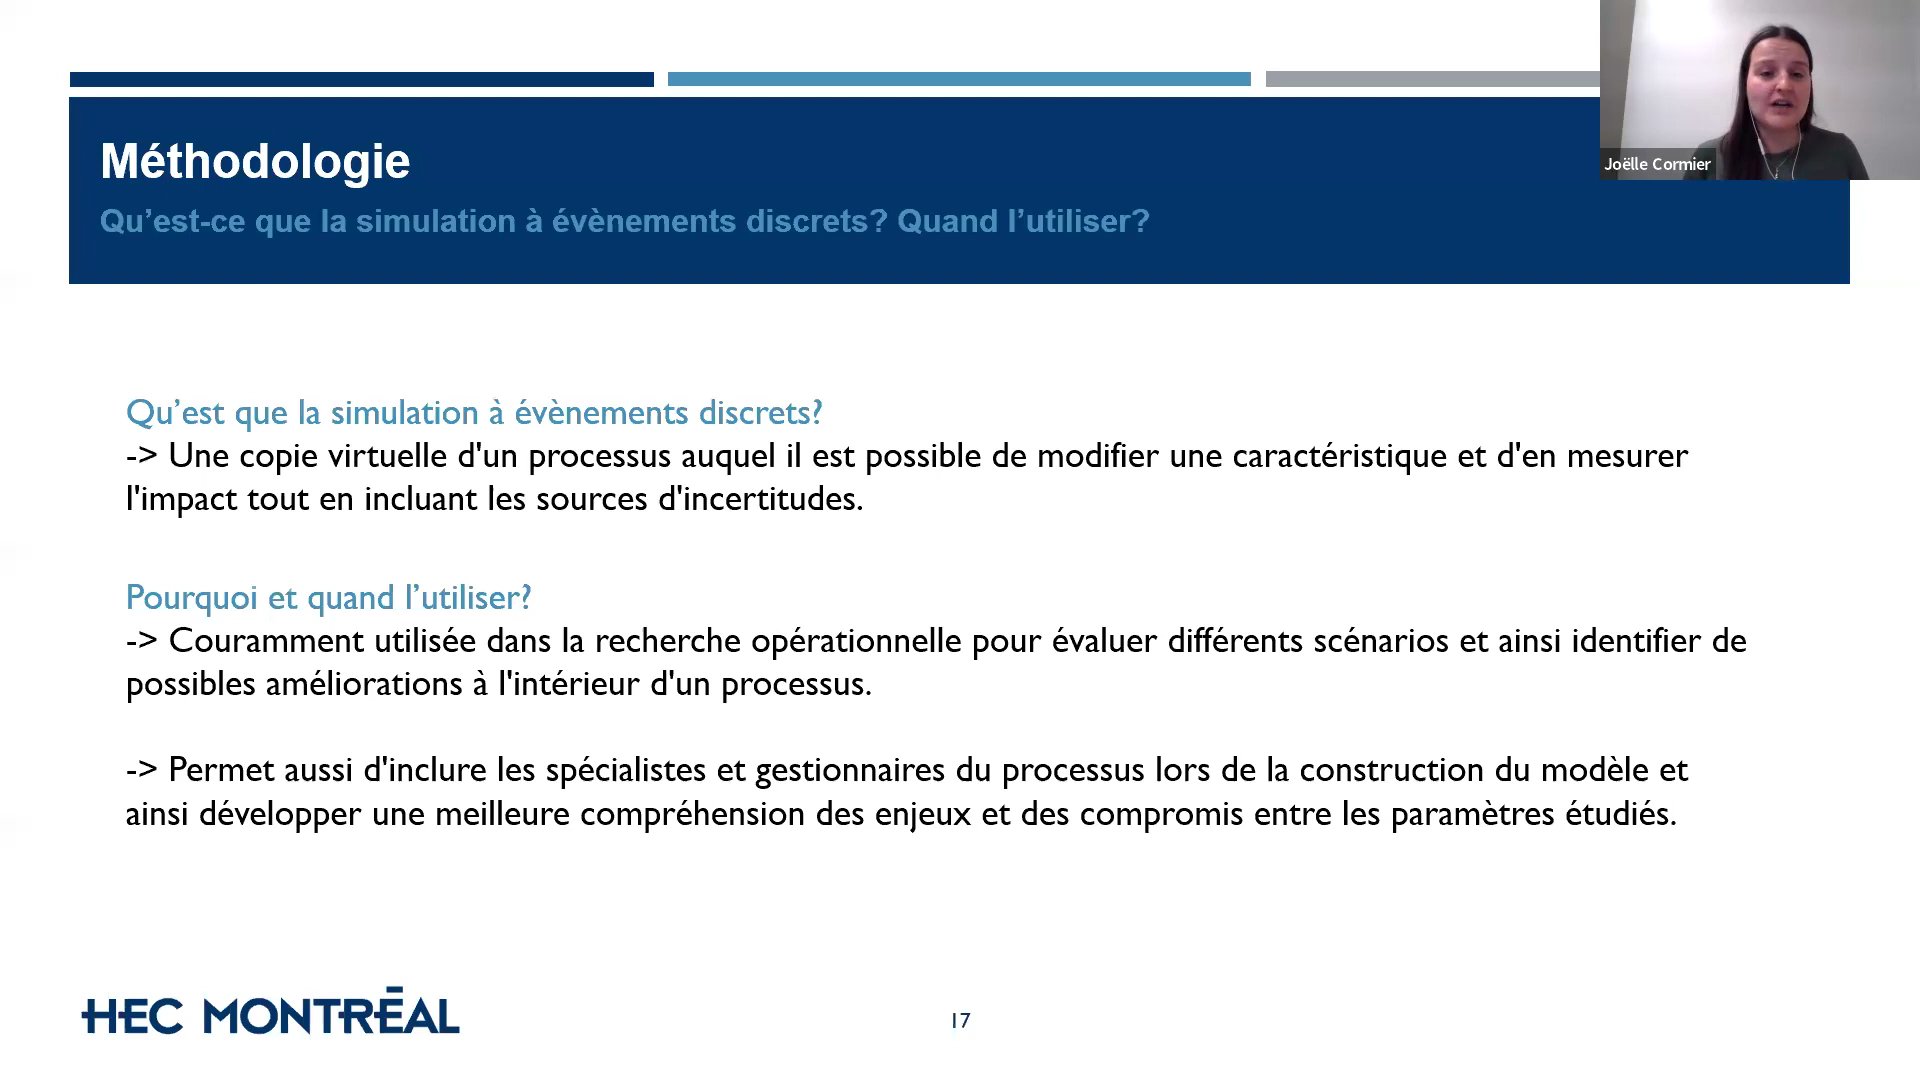 Méthodologie
Qu’est-ce que la simulation à évènements discrets? Quand l’utiliser?
Joëlle Cormier
Qu’est que la simulation à évènements discrets?
-> Une copie virtuelle d'un processus auquel il est possible de modifier une caractéristique et d'en mesurer
l'impact tout en incluant les sources d'incertitudes.
Pourquoi et quand l’utiliser?
-> Couramment utilisée dans la recherche opérationnelle pour évaluer différents scénarios et ainsi identifier de
possibles améliorations à l'intérieur d'un processus.
-> Permet aussi d'inclure les spécialistes et gestionnaires du processus lors de la construction du modèle et
ainsi développer une meilleure compréhension des enjeux et des compromis entre les paramètres étudiés.
HEC MONTRÉAL
17